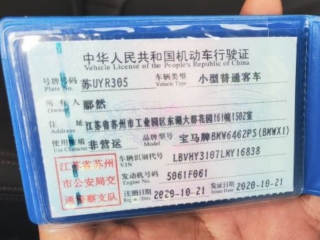 中华人民共和国机动车行驶证
Vehicle License of the People's Republic of China
号牌号码 苏UYR305 车辆类型 小型普通客车
Plate No. Vehicle Type
所有人 鄢然
住址 江苏省苏州市工业园区东湖大郡花园161幢1502室
使用性质 非营运 品牌型号 宝马牌BMW6462PS(BMWX1)
江苏省苏州市公安局交通警察支队
车辆识别代号 LBVHY3107LMY16838
VIN
发动机号码 5061F061
Engine No.
注册日期 2020-10-21 发证日期 2020-10-21